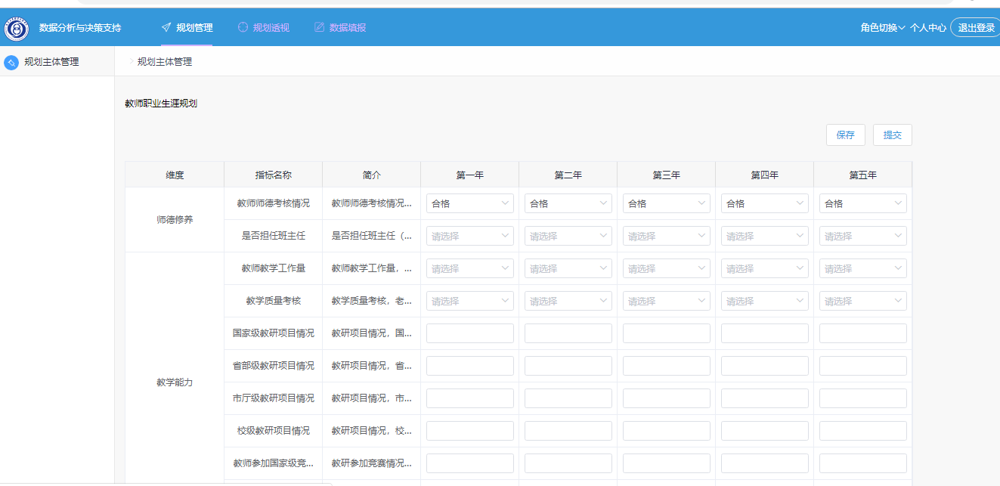 数据分析与决策支持 规划管理 规划透视 数据填报 角色切换 个人中心 退出登录
规划主体管理 规划主体管理
教师职业生涯规划
保存 提交
维度 指标名称 简介 第一年 第二年 第三年 第四年 第五年
师德修养
教师师德考核情况 教师师德考核情况... 合格 合格 合格 合格 合格
是否担任班主任 是否担任班主任（... 请选择 请选择 请选择 请选择 请选择
教学能力
教师教学工作量 教师教学工作量，... 请选择 请选择 请选择 请选择 请选择
教学质量考核 教学质量考核，老... 请选择 请选择 请选择 请选择 请选择
国家级教研项目情况 教研项目情况，国...
省部级教研项目情况 教研项目情况，省...
市厅级教研项目情况 教研项目情况，市...
校级教研项目情况 教研项目情况，校...
教师参加国家级竞... 教研参加竞赛情况...